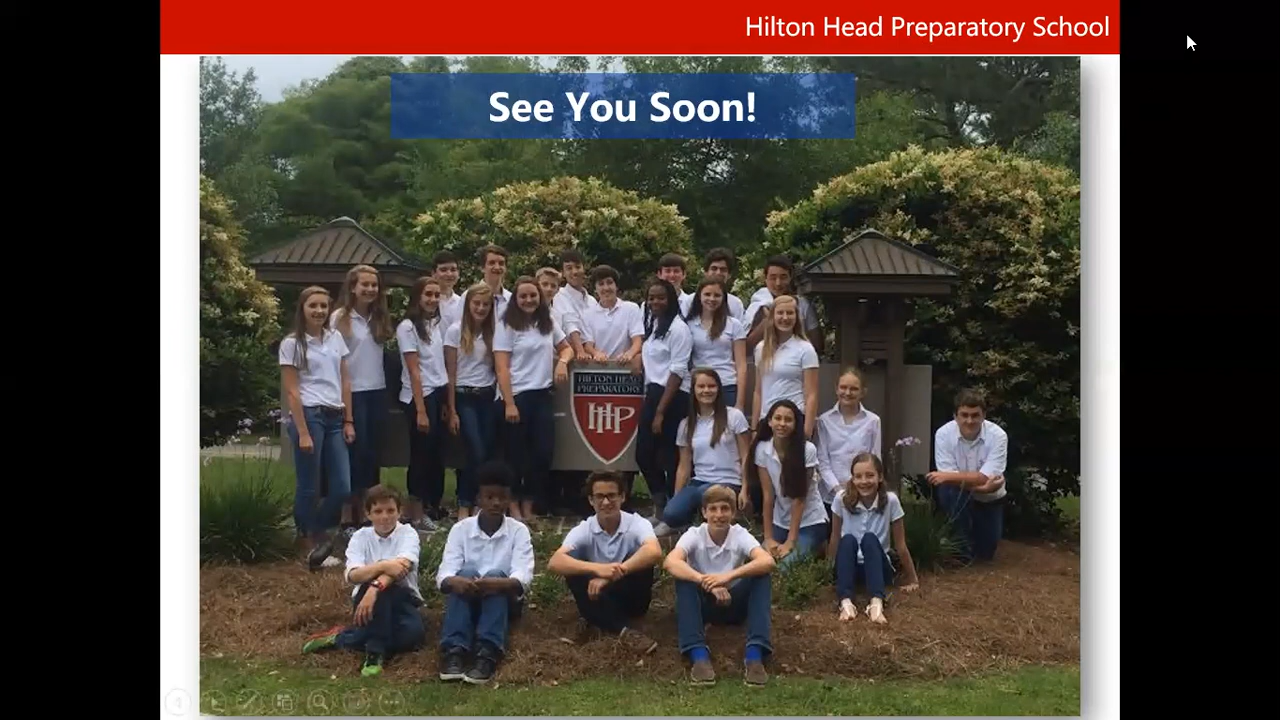 Hilton Head Preparatory School
See You Soon!
HILTON HEAD
PREPARATORY
HHP